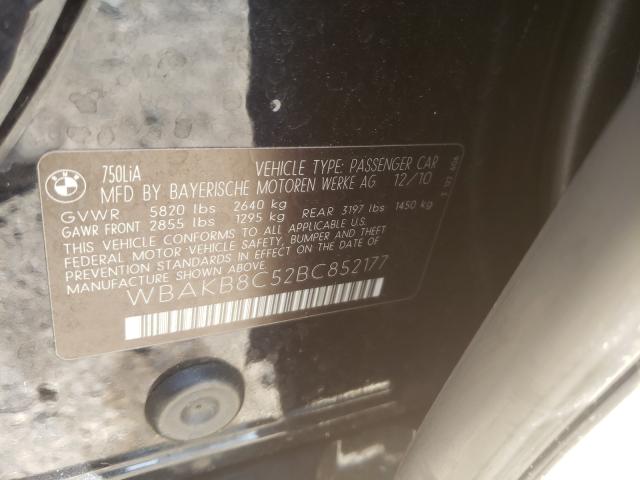 BMW
750LiA VEHICLE TYPE: PASSENGER CAR
MFD BY BAYERISCHE MOTOREN WERKE AG 12/10
GVWR 5820 lbs 2640 kg
GAWR FRONT 2855 lbs 1295 kg REAR 3197 lbs 1450 kg
THIS VEHICLE CONFORMS TO ALL APPLICABLE U.S.
FEDERAL MOTOR VEHICLE SAFETY, BUMPER, AND THEFT
PREVENTION STANDARDS IN EFFECT ON THE DATE OF
MANUFACTURE SHOWN ABOVE.
WBAKB8C52BC852177